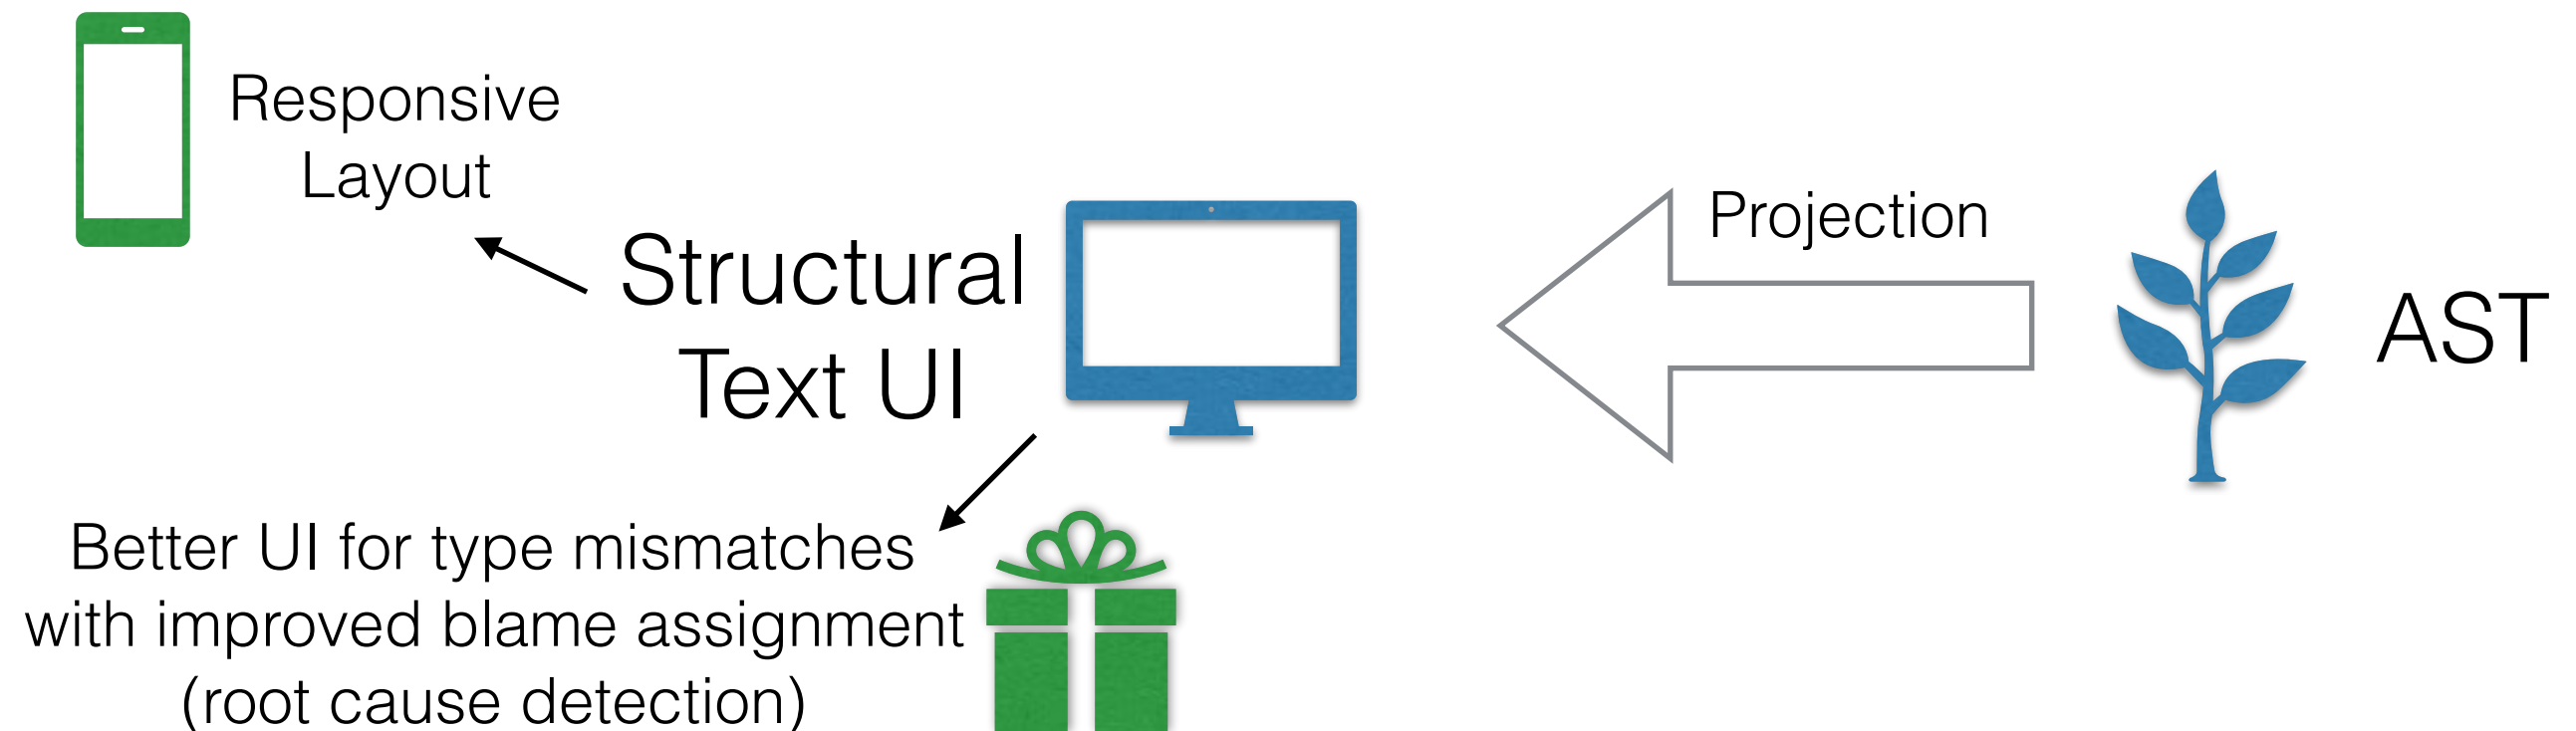 Responsive
Layout
Structural
Text UI
Projection
AST
Better UI for type mismatches
with improved blame assignment
(root cause detection)